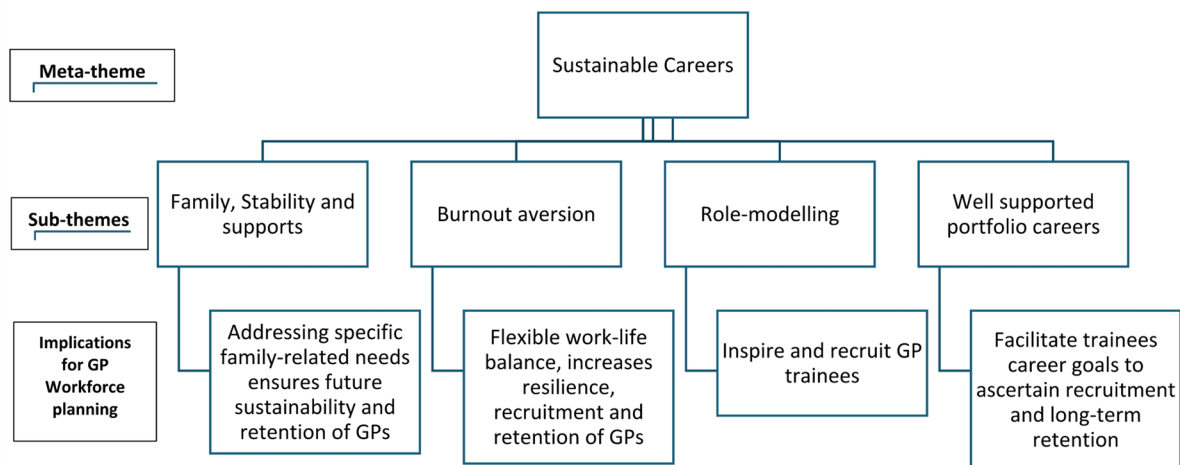 Meta-theme
Sustainable Careers
Sub-themes
Family, Stability and
supports
Burnout aversion
Role-modelling
Well supported
portfolio careers
Implications
for GP
Workforce
planning
Addressing specific
family-related needs
ensures future
sustainability and
retention of GPs
Flexible work-life
balance, increases
resilience,
recruitment and
retention of GPs
Inspire and recruit GP
trainees
Facilitate trainees
career goals to
ascertain recruitment
and long-term
retention